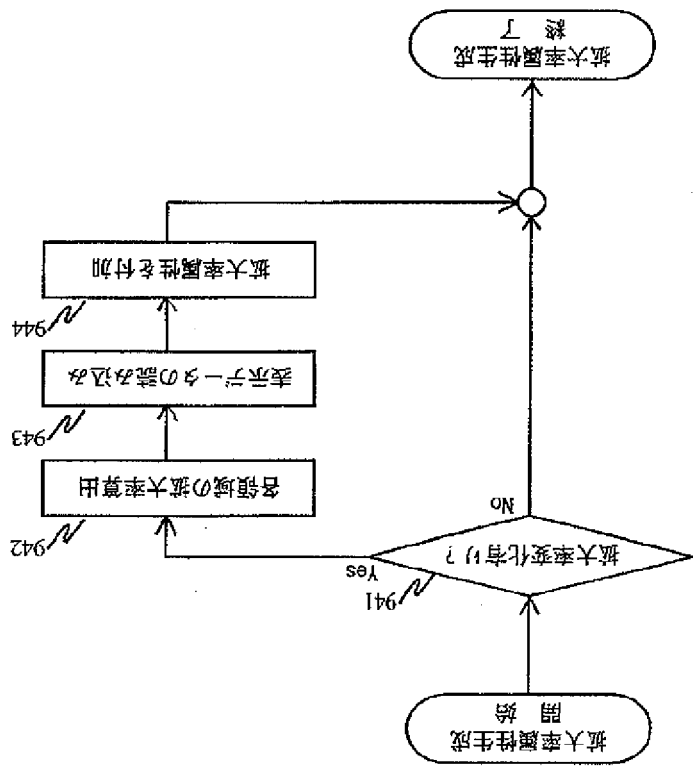 拡大率属性生成
開 始
941
拡大率変化有り?
Yes
No
942
各領域の拡大率算出
943
表示データの読み込み
944
拡大率属性を付加
拡大率属性生成
終 了